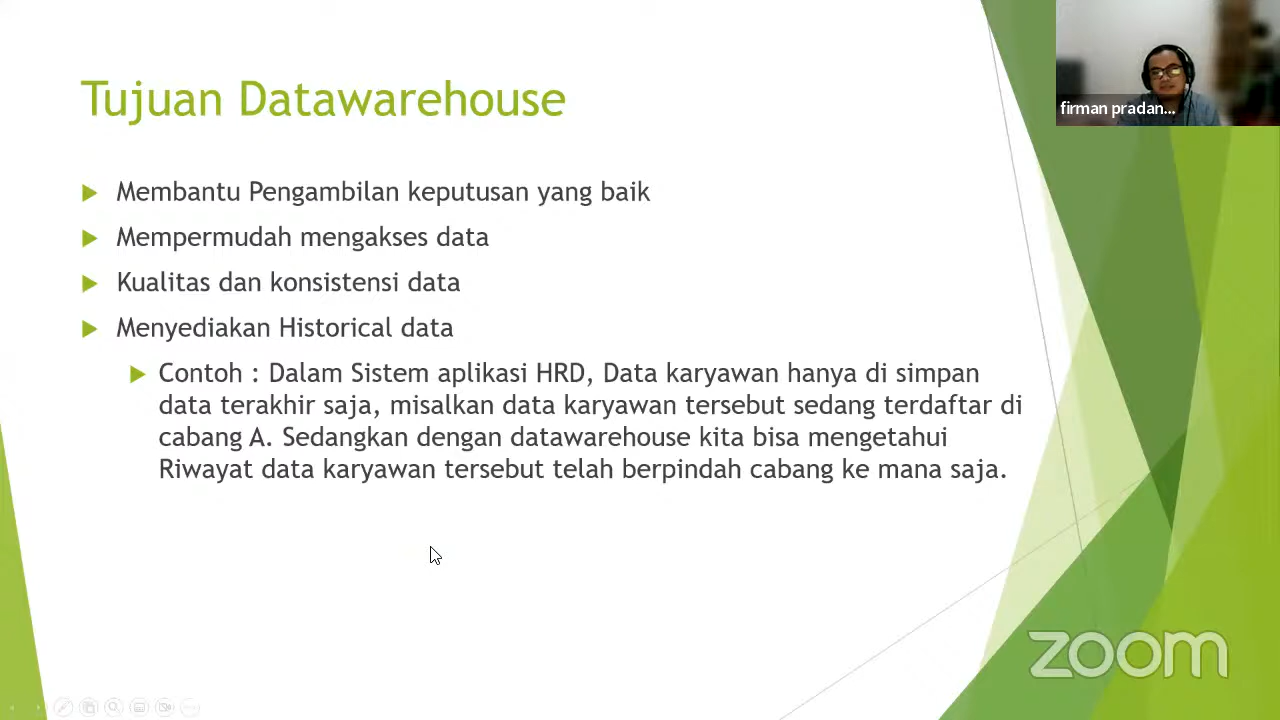 Tujuan Datawarehouse
firman pradan...
Membantu Pengambilan keputusan yang baik
Mempermudah mengakses data
Kualitas dan konsistensi data
Menyediakan Historical data
Contoh : Dalam Sistem aplikasi HRD, Data karyawan hanya di simpan
data terakhir saja, misalkan data karyawan tersebut sedang terdaftar di
cabang A. Sedangkan dengan datawarehouse kita bisa mengetahui
Riwayat data karyawan tersebut telah berpindah cabang ke mana saja.
zoom